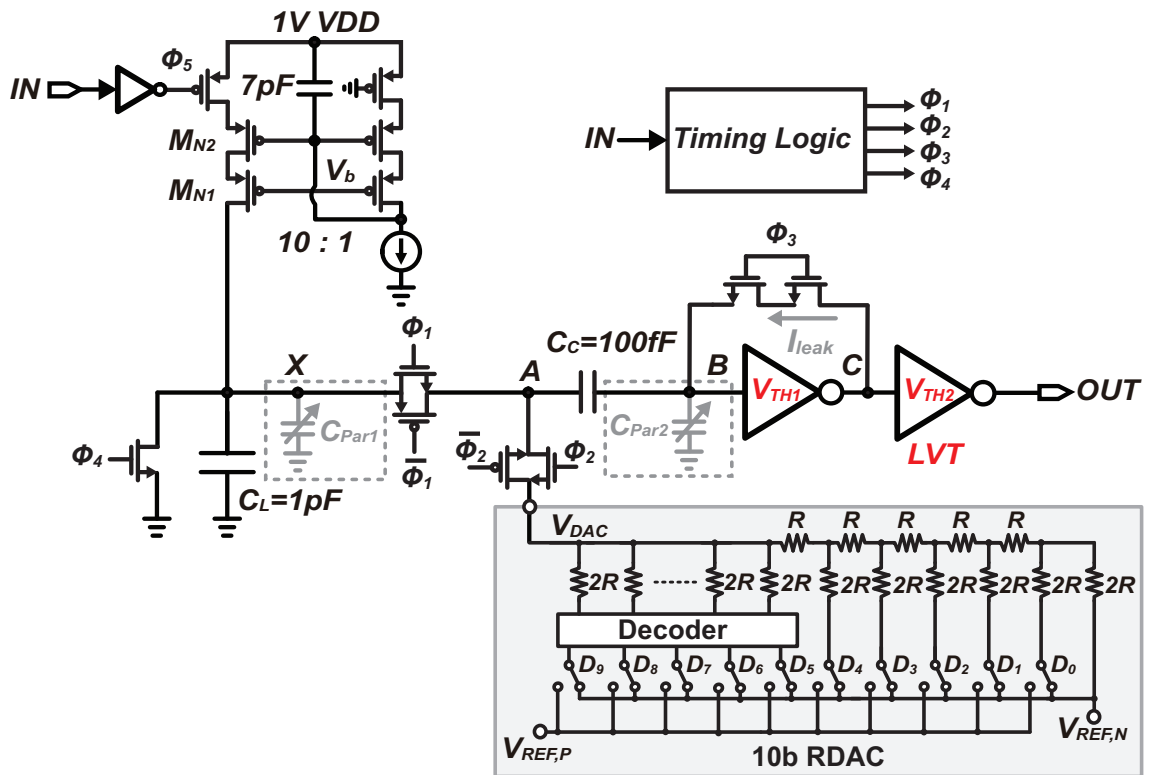 1V VDD
Φ5
IN
7pF
MN2
MN1
Vb
10 : 1
IN
Timing Logic
Φ1
Φ2
Φ3
Φ4
Φ3
Ileak
Φ1
CC=100fF
X
A
B
VTH1
C
VTH2
OUT
LVT
CPar1
CPar2
Φ4
CL=1pF
Φ̅1
Φ̅2
Φ2
VDAC
R
R
R
R
R
2R
2R
2R
2R
2R
2R
2R
2R
2R
Decoder
D9
D8
D7
D6
D5
D4
D3
D2
D1
D0
VREF,P
VREF,N
10b RDAC